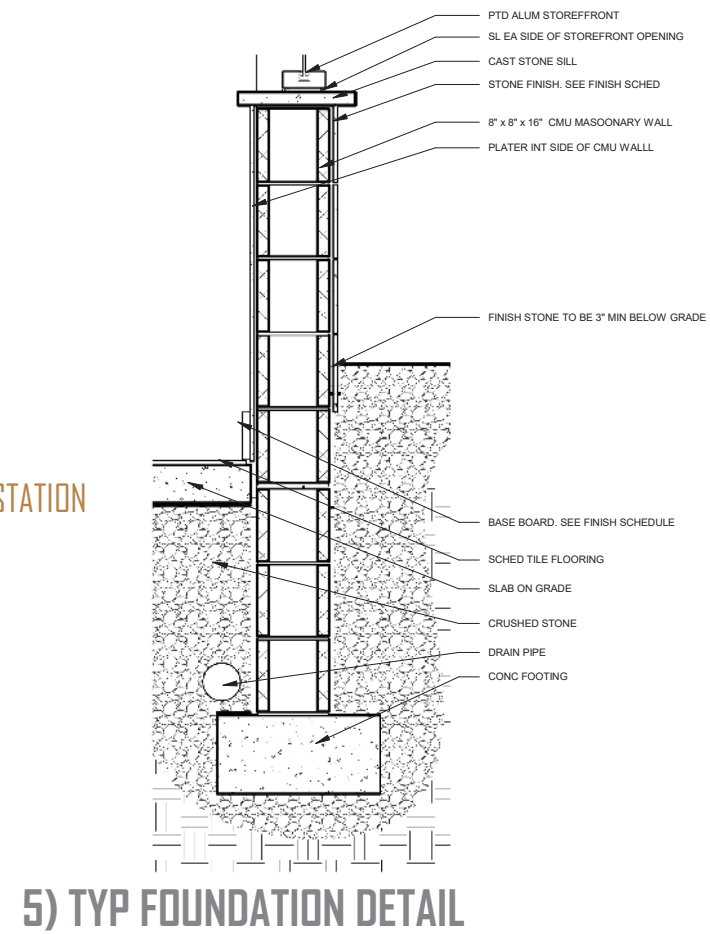 PTD ALUM STOREFFRONT
SL EA SIDE OF STOREFRONT OPENING
CAST STONE SILL
STONE FINISH. SEE FINISH SCHED
8" x 8" x 16" CMU MASOONARY WALL
PLATER INT SIDE OF CMU WALLL
FINISH STONE TO BE 3" MIN BELOW GRADE
STATION
BASE BOARD. SEE FINISH SCHEDULE
SCHED TILE FLOORING
SLAB ON GRADE
CRUSHED STONE
DRAIN PIPE
CONC FOOTING
5) TYP FOUNDATION DETAIL